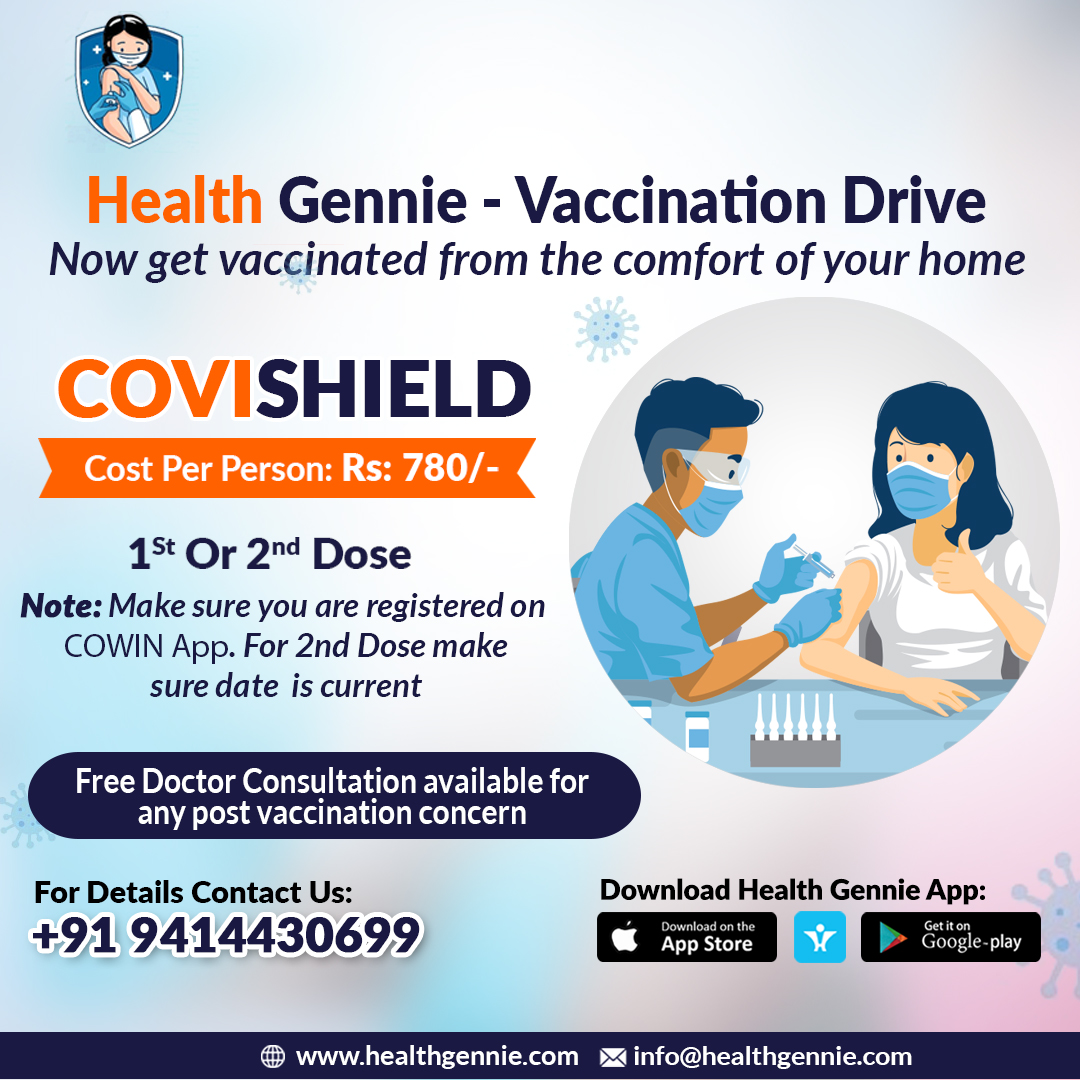 Health Gennie - Vaccination Drive
Now get vaccinated from the comfort of your home
COVISHIELD
Cost Per Person: Rs: 780/-
1St Or 2nd Dose
Note: Make sure you are registered on
COWIN App. For 2nd Dose make
sure date is current
Free Doctor Consultation available for
any post vaccination concern
For Details Contact Us:
+91 9414430699
Download Health Gennie App:
Download on the
App Store
Get it on
Google-play
www.healthgennie.com
info@healthgennie.com